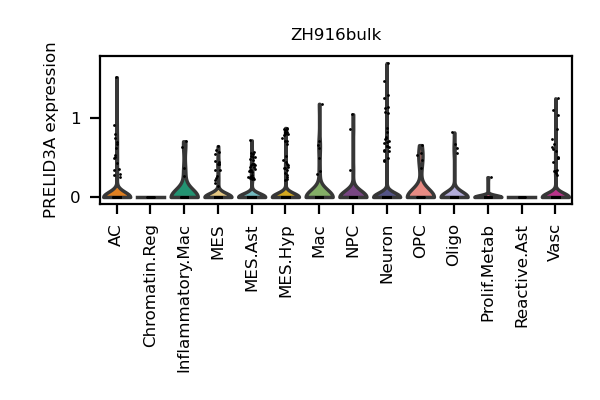 ZH916bulk
PRELID3A expression
1
0
AC
Chromatin.Reg
Inflammatory.Mac
MES
MES.Ast
MES.Hyp
Mac
NPC
Neuron
OPC
Oligo
Prolif.Metab
Reactive.Ast
Vasc